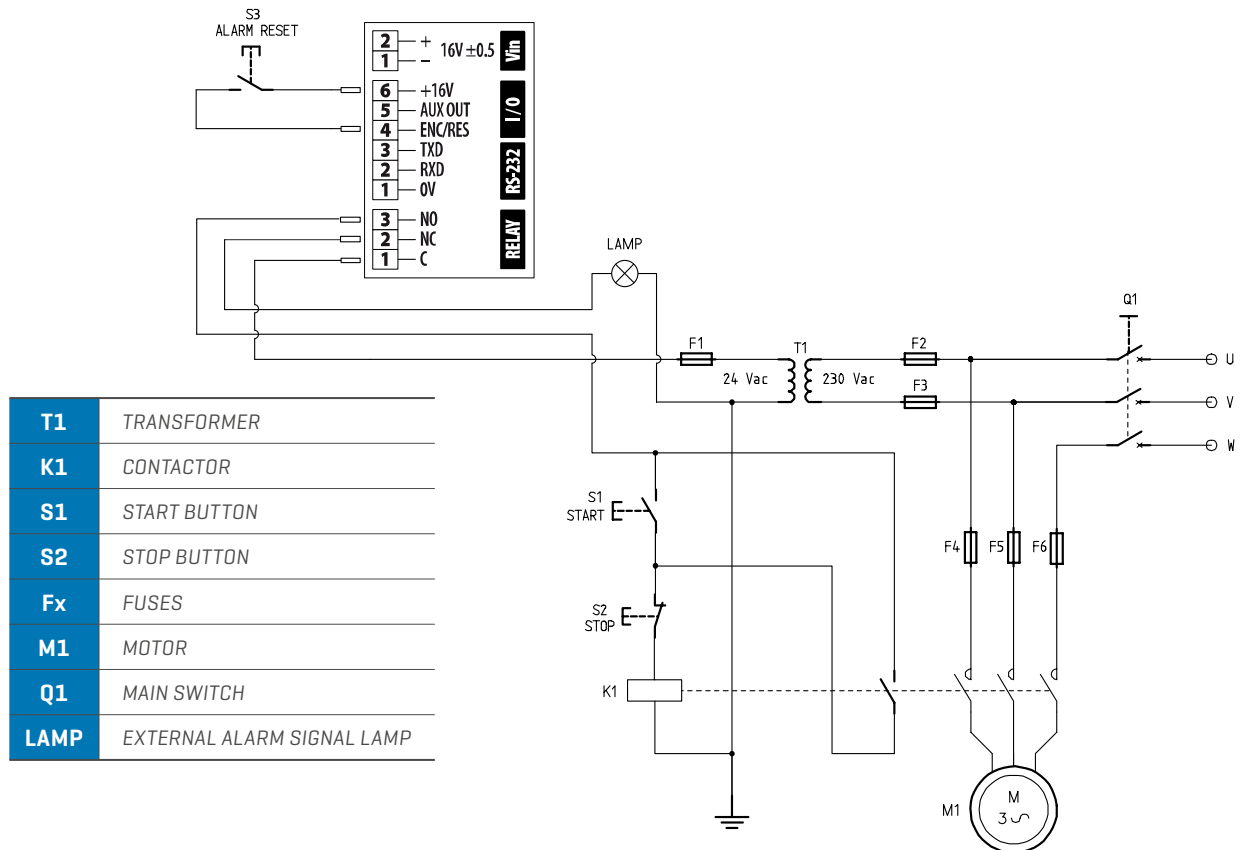 S3
ALARM RESET
2 + 16V ±0.5 Vin
1 −
6 +16V I/O
5 AUX OUT
4 ENC/RES
3 TXD RS-232
2 RXD
1 0V
3 NO RELAY
2 NC
1 C
LAMP
Q1
F1 T1 F2
24 Vac 230 Vac
F3
U
V
W
S1
START
F4 F5 F6
S2
STOP
K1
M1
M
3
T1 TRANSFORMER
K1 CONTACTOR
S1 START BUTTON
S2 STOP BUTTON
Fx FUSES
M1 MOTOR
Q1 MAIN SWITCH
LAMP EXTERNAL ALARM SIGNAL LAMP